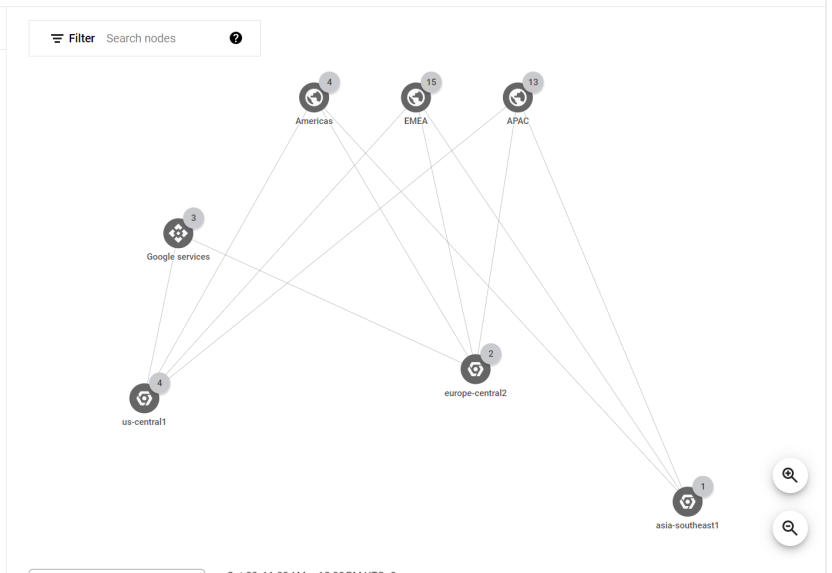 Filter Search nodes ?
4 15 13
Americas EMEA APAC
3
Google services
2
4
europe-central2
us-central1
1
asia-southeast1